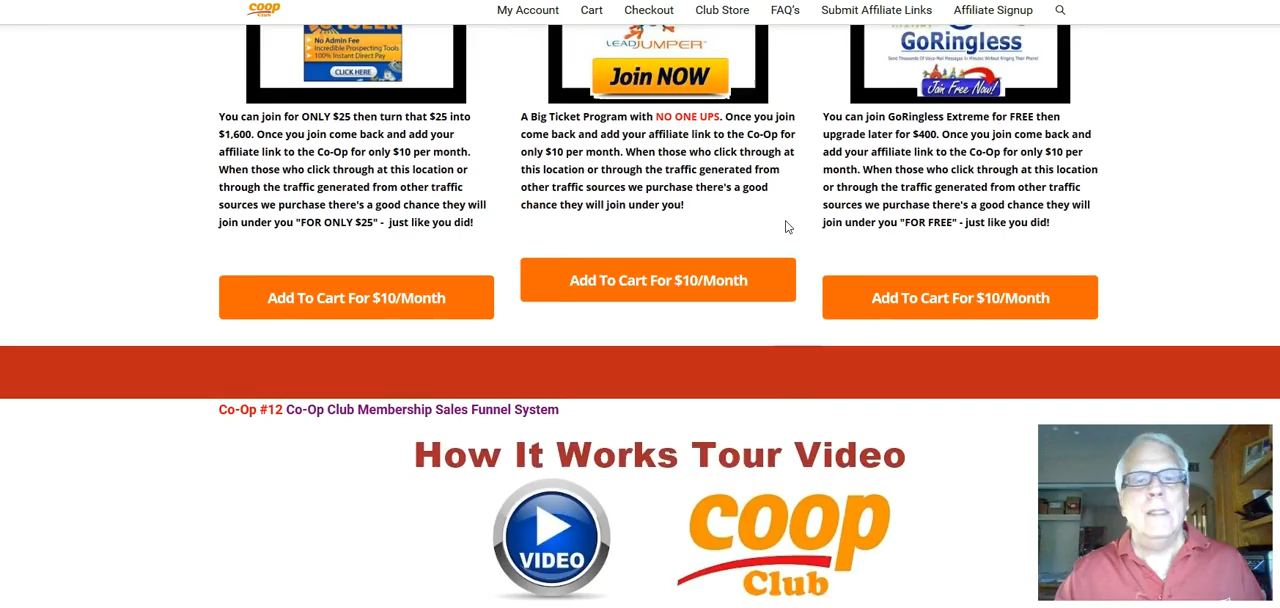 coop
Club
My Account
Cart
Checkout
Club Store
FAQ's
Submit Affiliate Links
Affiliate Signup
No Admin Fee
Incredible Prospecting Tools
100% Instant Direct Pay
CLICK HERE
LEADJUMPER
Join NOW
GoRingless
Send Thousands Of Voice Mail Messages In Minutes Without Ringing Their Phone!
Join Free Now!
You can join for ONLY $25 then turn that $25 into
$1,600. Once you join come back and add your
affiliate link to the Co-Op for only $10 per month.
When those who click through at this location or
through the traffic generated from other traffic
sources we purchase there's a good chance they will
join under you "FOR ONLY $25" - just like you did!
Add To Cart For $10/Month
A Big Ticket Program with NO ONE UPS. Once you join
come back and add your affiliate link to the Co-Op for
only $10 per month. When those who click through at
this location or through the traffic generated from
other traffic sources we purchase there's a good
chance they will join under you!
Add To Cart For $10/Month
You can join GoRingless Extreme for FREE then
upgrade later for $400. Once you join come back and
add your affiliate link to the Co-Op for only $10 per
month. When those who click through at this location
or through the traffic generated from other traffic
sources we purchase there's a good chance they will
join under you "FOR FREE" - just like you did!
Add To Cart For $10/Month
Co-Op #12 Co-Op Club Membership Sales Funnel System
How It Works Tour Video
VIDEO
coop
Club